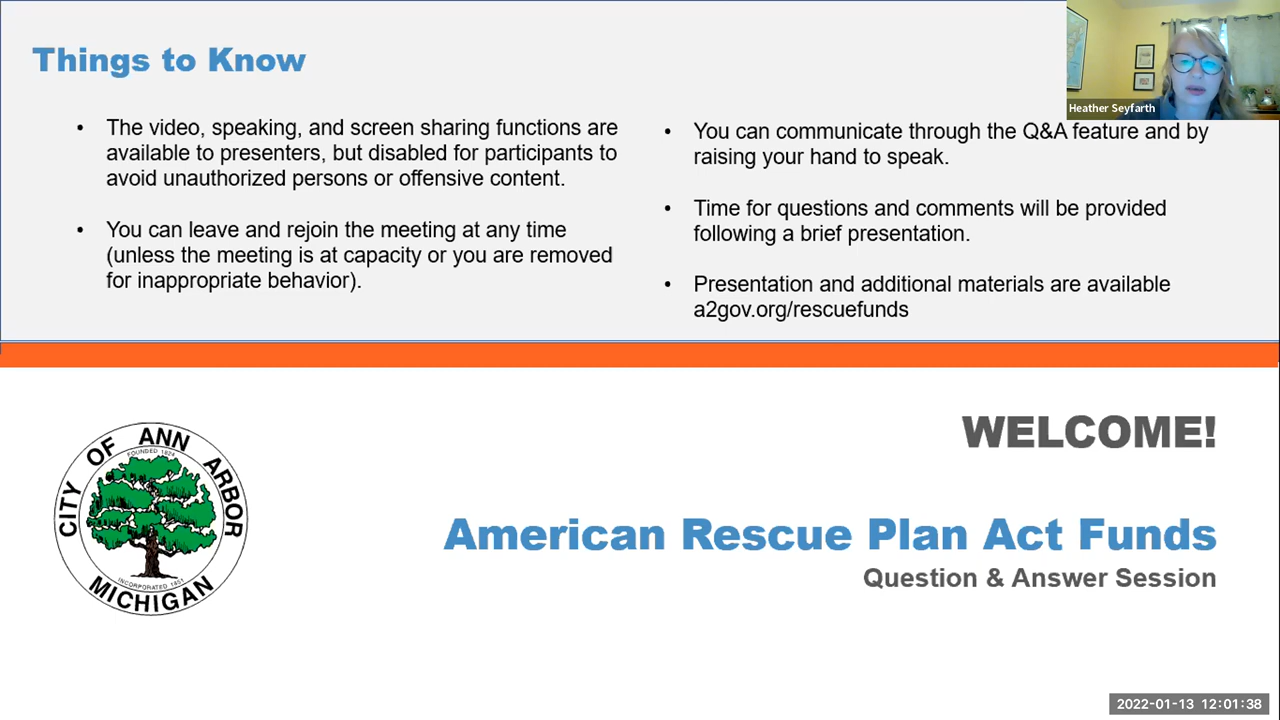 Things to Know
• The video, speaking, and screen sharing functions are
available to presenters, but disabled for participants to
avoid unauthorized persons or offensive content.
• You can leave and rejoin the meeting at any time
(unless the meeting is at capacity or you are removed
for inappropriate behavior).
• You can communicate through the Q&A feature and by
raising your hand to speak.
• Time for questions and comments will be provided
following a brief presentation.
• Presentation and additional materials are available
a2gov.org/rescuefunds
Heather Seyfarth
CITY OF ANN ARBOR
FOUNDED 1824
INCORPORATED 1851
MICHIGAN
WELCOME!
American Rescue Plan Act Funds
Question & Answer Session
2022-01-13 12:01:38